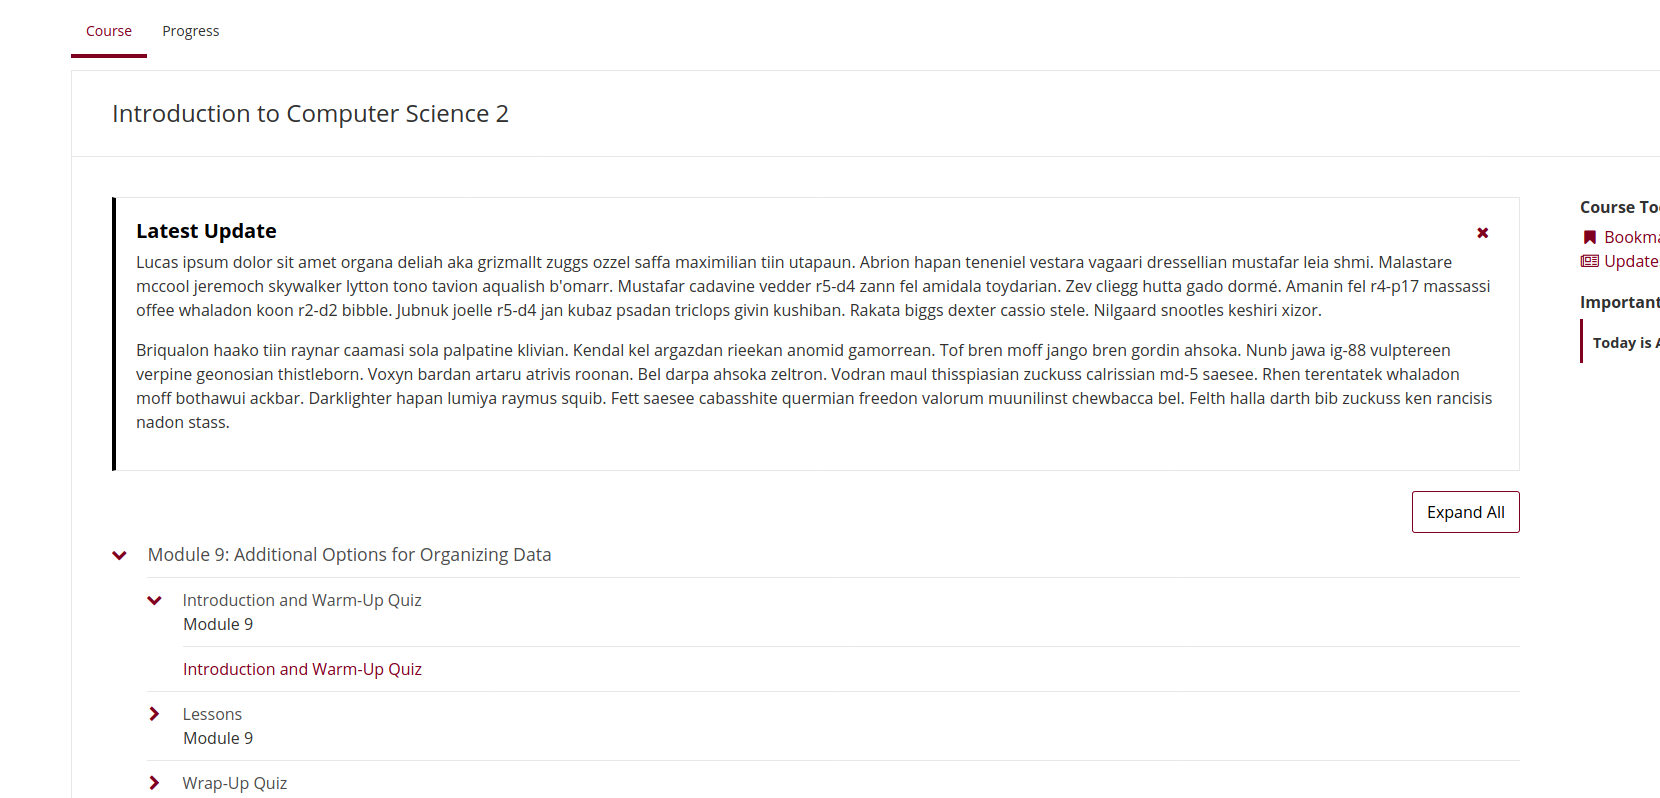 Course Progress
Introduction to Computer Science 2
Latest Update
Lucas ipsum dolor sit amet organa deliah aka grizmallt zuggs ozzel saffa maximilian tiin utapaun. Abrion hapan teneniel vestara vagaari dressellian mustafar leia shmi. Malastare
mccool jeremoch skywalker lytton tono tavion aqualish b'omarr. Mustafar cadavine vedder r5-d4 zann fel amidala toydarian. Zev cliegg hutta gado dormé. Amanin fel r4-p17 massassi
offee whaladon koon r2-d2 bibble. Jubnuk joelle r5-d4 jan kubaz psadan triclops givin kushiban. Rakata biggs dexter cassio stele. Nilgaard snootles keshiri xizor.
Briqualon haako tiin raynar caamasi sola palpatine klivian. Kendal kel argazdan rieekan anomid gamorrean. Tof bren moff jango bren gordin ahsoka. Nunb jawa ig-88 vulptereen
verpine geonosian thistleborn. Voxyn bardan artaru atrivis roonan. Bel darpa ahsoka zeltron. Vodran maul thisspiasian zuckuss calrissian md-5 saesee. Rhen terentatek whaladon
moff bothawui ackbar. Darklighter hapan lumiya raymus squib. Fett saesee cabasshite quermian freedon valorum muunilinst chewbacca bel. Felth halla darth bib zuckuss ken rancisis
nadon stass.
Expand All
Module 9: Additional Options for Organizing Data
Introduction and Warm-Up Quiz
Module 9
Introduction and Warm-Up Quiz
Lessons
Module 9
Wrap-Up Quiz
Course To
Bookma
Update
Important
Today is A